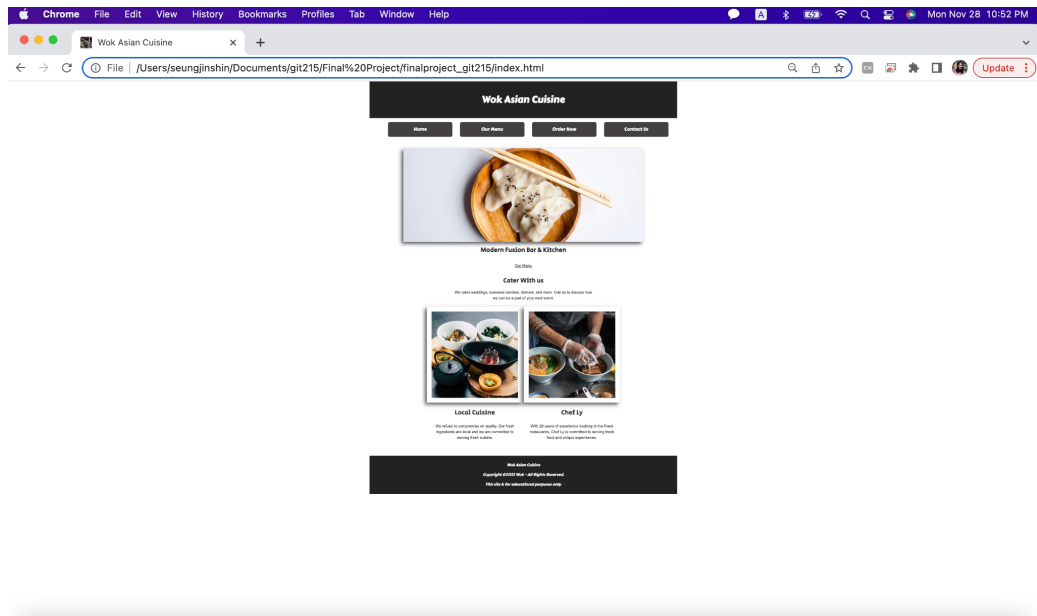 Chrome File Edit View History Bookmarks Profiles Tab Window Help
A
Mon Nov 28 10:52 PM
Wok Asian Cuisine
File | /Users/seungjinshin/Documents/git215/Final%20Project/finalproject_git215/index.html
Update
Wok Asian Cuisine
Home Our Menu Order Now Contact Us
Modern Fusion Bar & Kitchen
Our Menu
Cater With us
We cater weddings, business lunches, dinners, and more. Call us to discuss how
we can be a part of your next event.
Local Cuisine
We refuse to compromise on quality. Our fresh
ingredients are local and we are committed to
serving fresh cuisine.
Chef Ly
With 20 years of experience cooking in the finest
restaurants, Chef Ly is committed to serving fresh
food and unique experiences.
Wok Asian Cuisine
Copyright ©2022 Wok - All Rights Reserved.
This site is for educational purposes only.